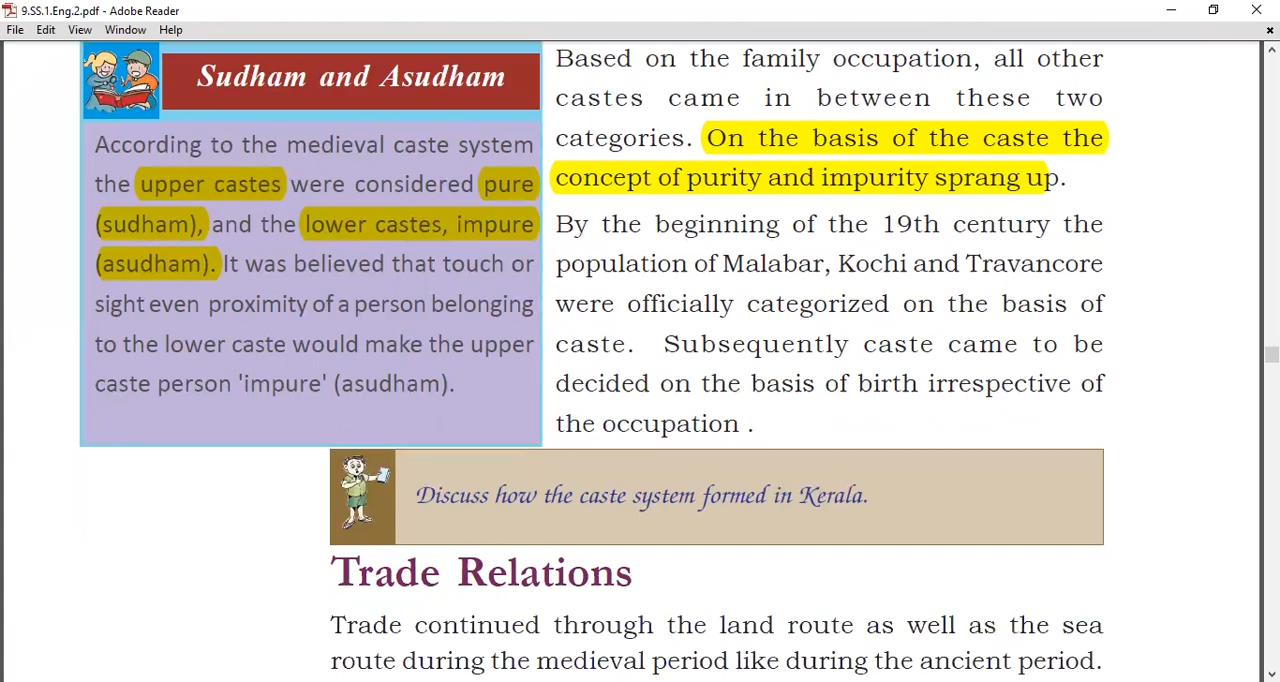 9.SS.1.Eng.2.pdf - Adobe Reader
File Edit View Window Help
Sudham and Asudham
According to the medieval caste system
the upper castes were considered pure
(sudham), and the lower castes, impure
(asudham). It was believed that touch or
sight even proximity of a person belonging
to the lower caste would make the upper
caste person 'impure' (asudham).
Based on the family occupation, all other
castes came in between these two
categories. On the basis of the caste the
concept of purity and impurity sprang up.
By the beginning of the 19th century the
population of Malabar, Kochi and Travancore
were officially categorized on the basis of
caste. Subsequently caste came to be
decided on the basis of birth irrespective of
the occupation .
Discuss how the caste system formed in Kerala.
Trade Relations
Trade continued through the land route as well as the sea
route during the medieval period like during the ancient period.